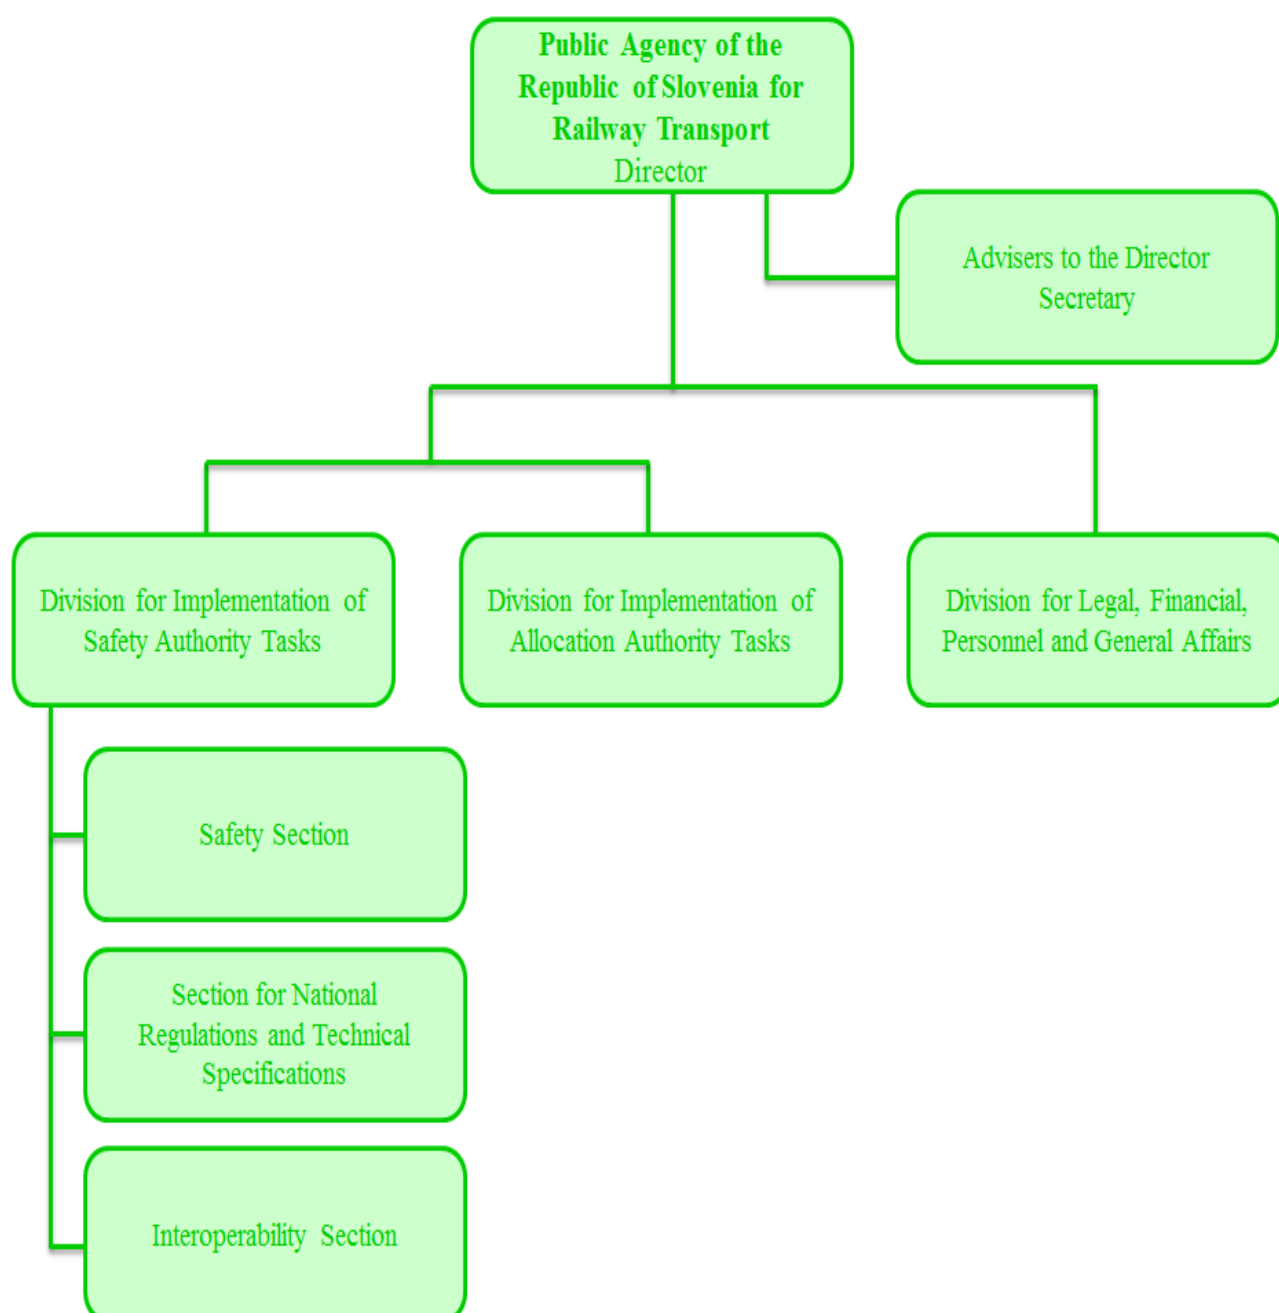 Public Agency of the
Republic of Slovenia for
Railway Transport
Director
Advisers to the Director
Secretary
Division for Implementation of
Safety Authority Tasks
Division for Implementation of
Allocation Authority Tasks
Division for Legal, Financial,
Personnel and General Affairs
Safety Section
Section for National
Regulations and Technical
Specifications
Interoperability Section